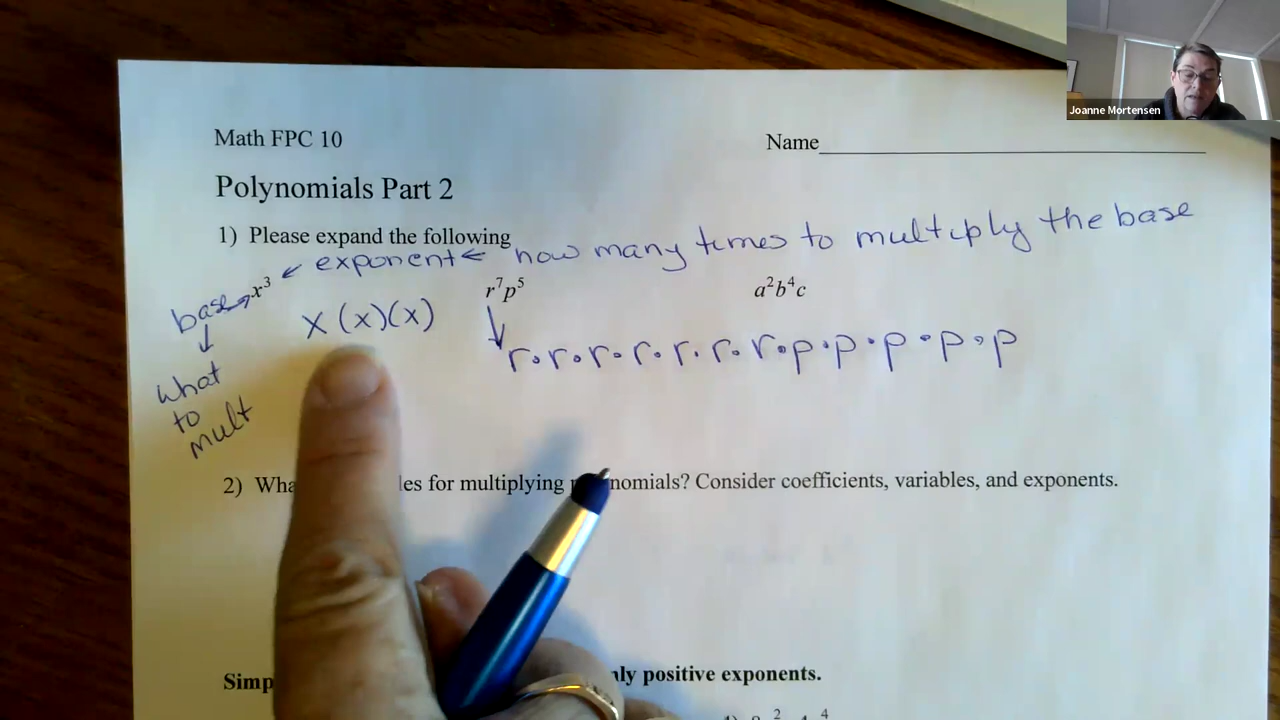 Joanne Mortensen
Math FPC 10
Name
Polynomials Part 2
1) Please expand the following
how many times to multiply the base
exponent
base
x³
r⁷p⁵
a²b⁴c
x(x)(x)
r·r·r·r·r·r·r·p·p·p·p·p
what
to
mult
2) les for multiplying nomials? Consider coefficients, variables, and exponents.
Simp nly positive exponents.